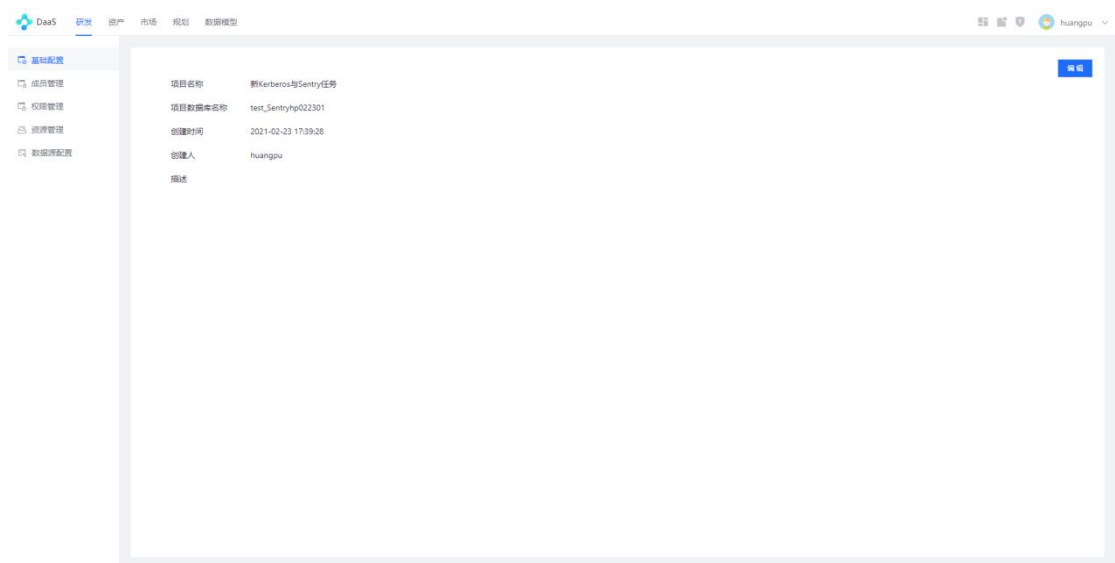 DaaS 研发 资产 市场 规划 数据模型 huangpu
基础配置
编辑
成员管理
项目名称 新Kerberos与Sentry任务
权限管理
项目数据库名称 test_Sentryhp022301
资源管理
创建时间 2021-02-23 17:39:28
数据源配置
创建人 huangpu
描述